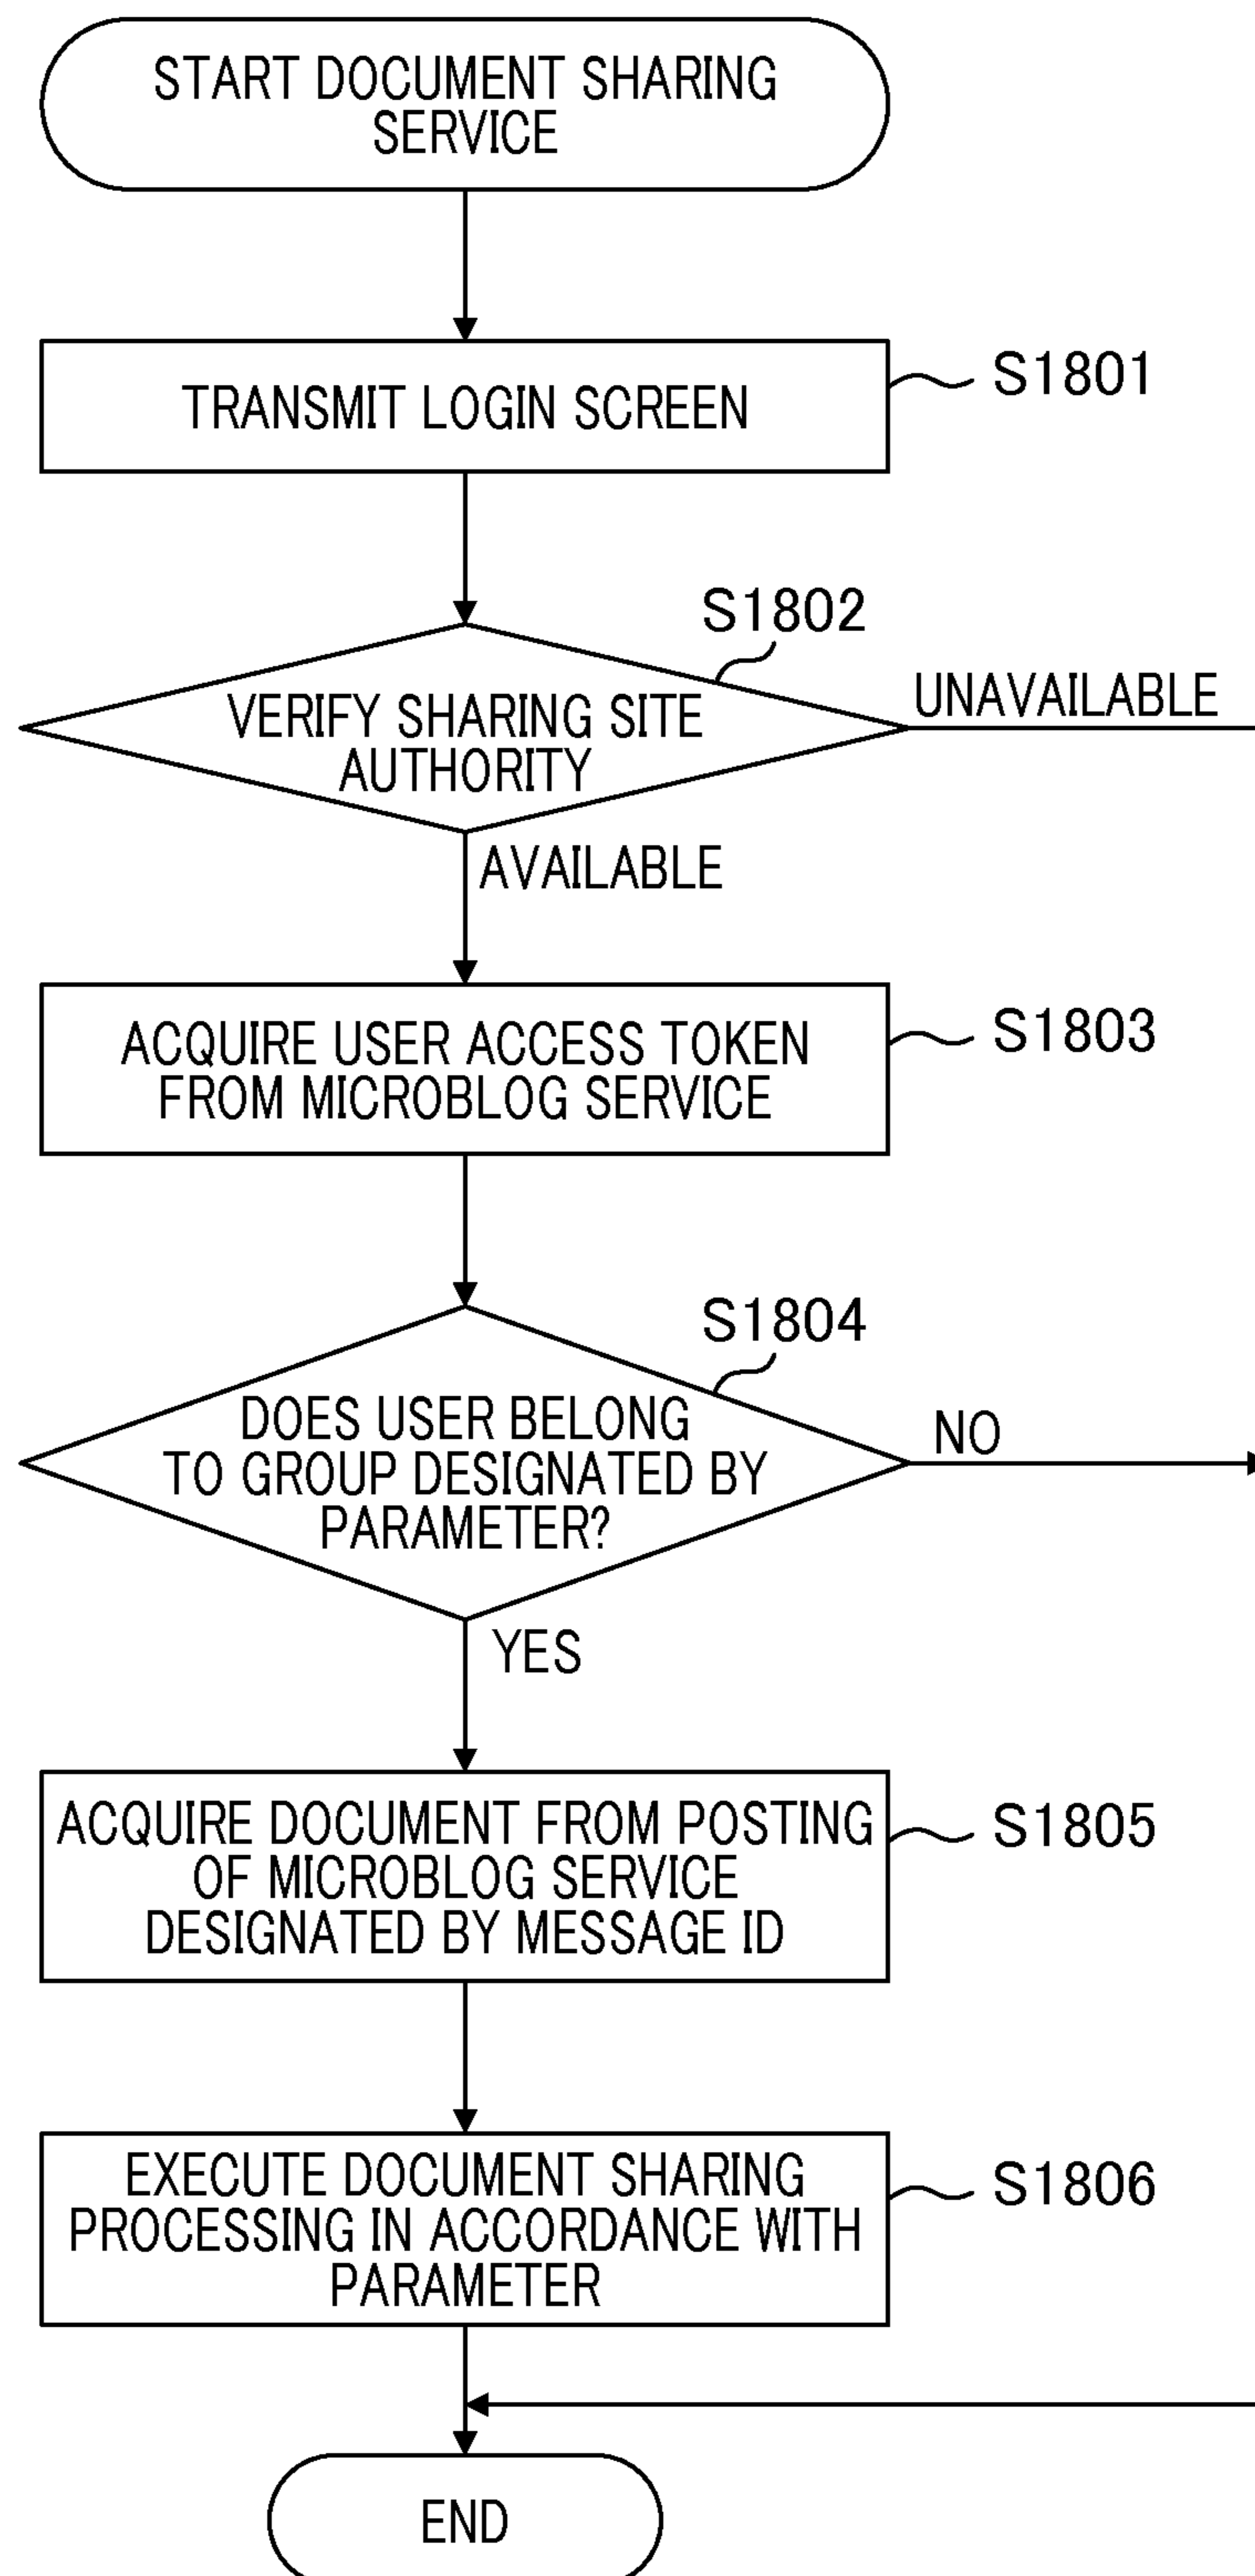 START DOCUMENT SHARING
SERVICE
TRANSMIT LOGIN SCREEN
S1801
S1802
VERIFY SHARING SITE
AUTHORITY
UNAVAILABLE
AVAILABLE
ACQUIRE USER ACCESS TOKEN
FROM MICROBLOG SERVICE
S1803
S1804
DOES USER BELONG
TO GROUP DESIGNATED BY
PARAMETER?
NO
YES
ACQUIRE DOCUMENT FROM POSTING
OF MICROBLOG SERVICE
DESIGNATED BY MESSAGE ID
S1805
EXECUTE DOCUMENT SHARING
PROCESSING IN ACCORDANCE WITH
PARAMETER
S1806
END